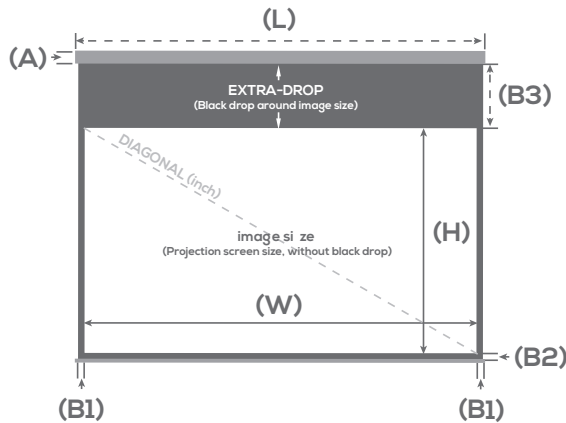 (L)
(A)
EXTRA-DROP
(Black drop around image size)
(B3)
DIAGONAL (inch)
image si ze
(Projection screen size, without black drop)
(H)
(W)
(B2)
(B1)
(B1)